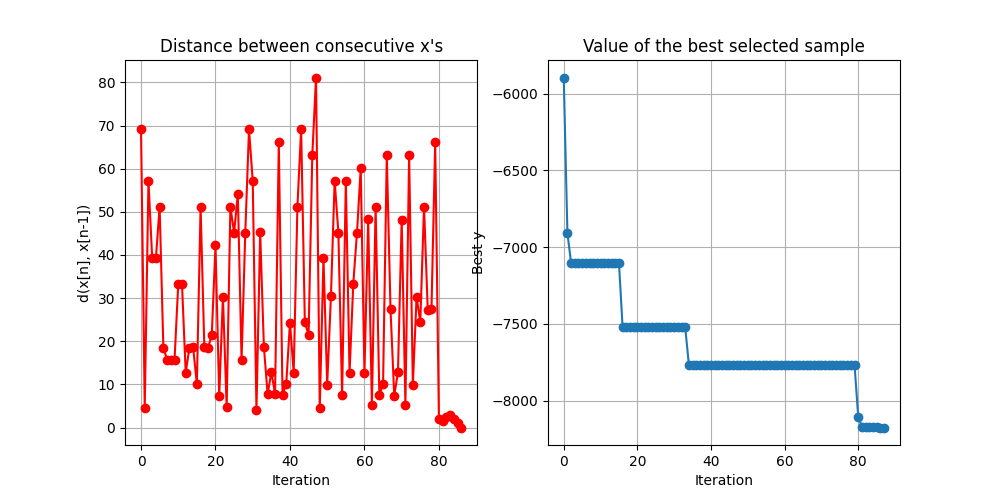 Distance between consecutive x's
d(x[n], x[n-1])
80
70
60
50
40
30
20
10
0
0 20 40 60 80
Iteration
Value of the best selected sample
Best y
−6000
−6500
−7000
−7500
−8000
0 20 40 60 80
Iteration